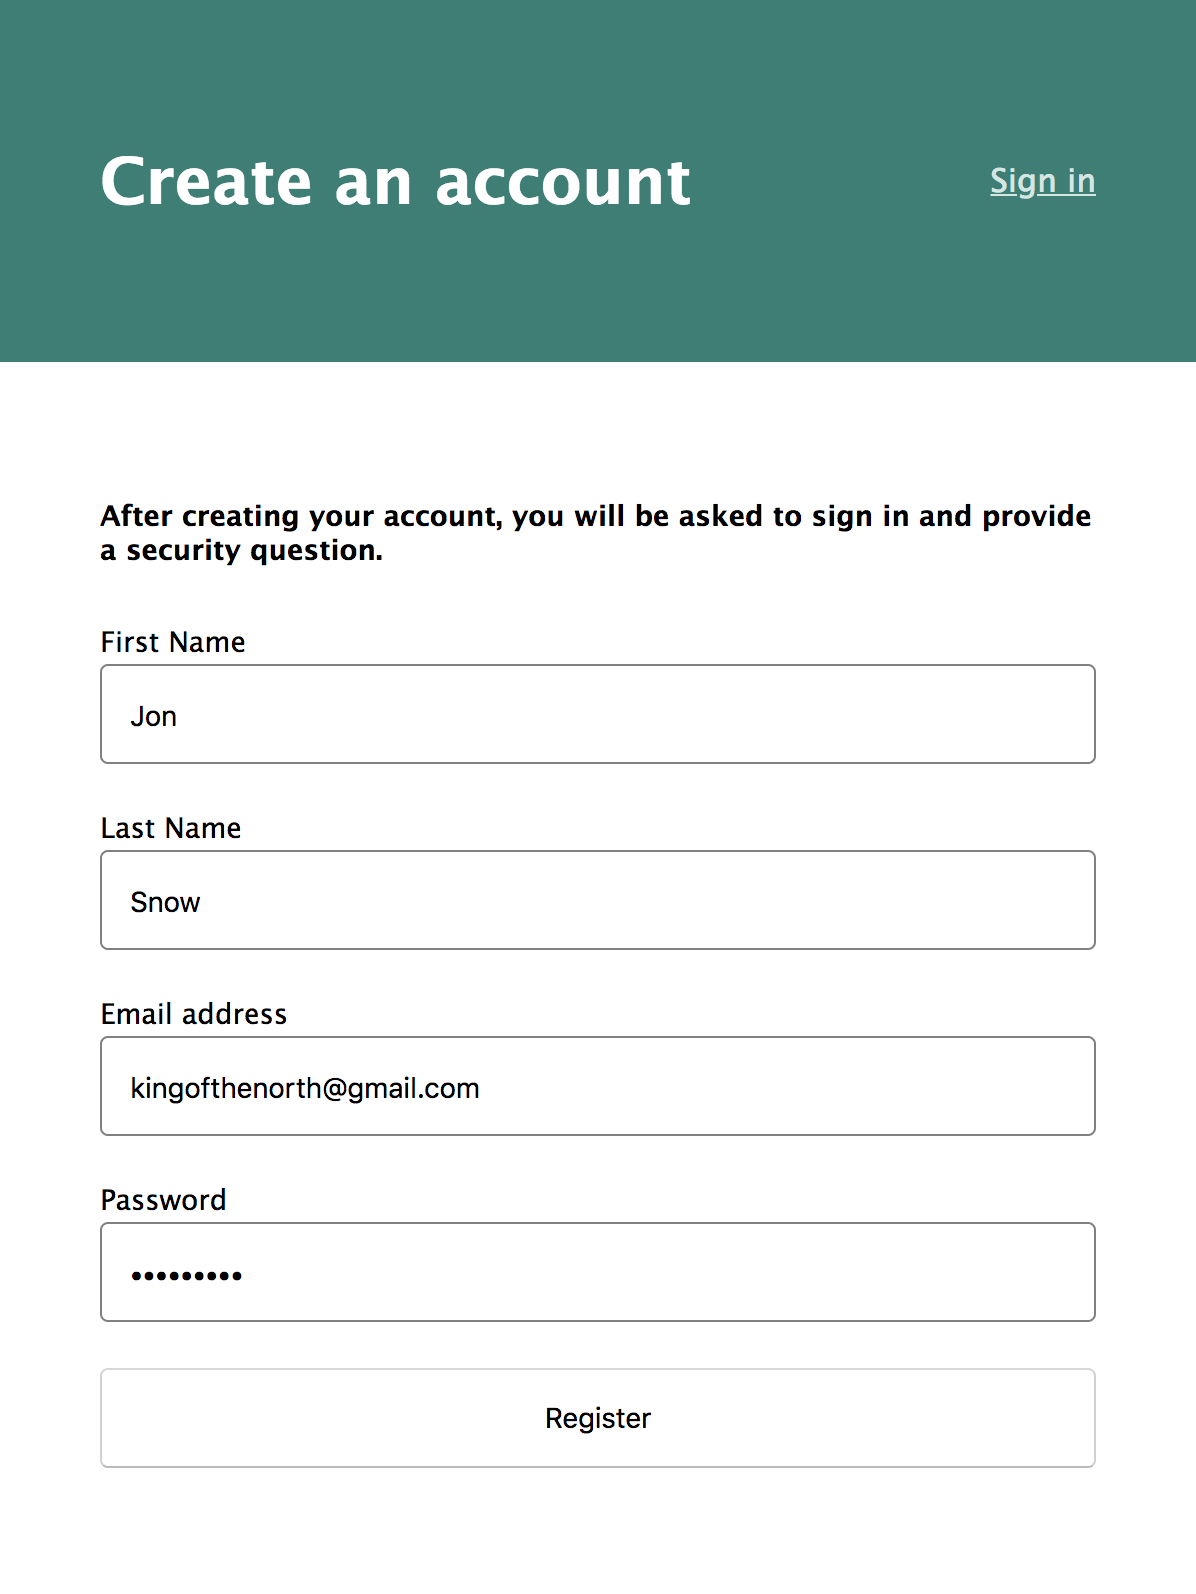 Create an account
Sign in
After creating your account, you will be asked to sign in and provide
a security question.
First Name
Jon
Last Name
Snow
Email address
kingofthenorth@gmail.com
Password
•••••••••
Register